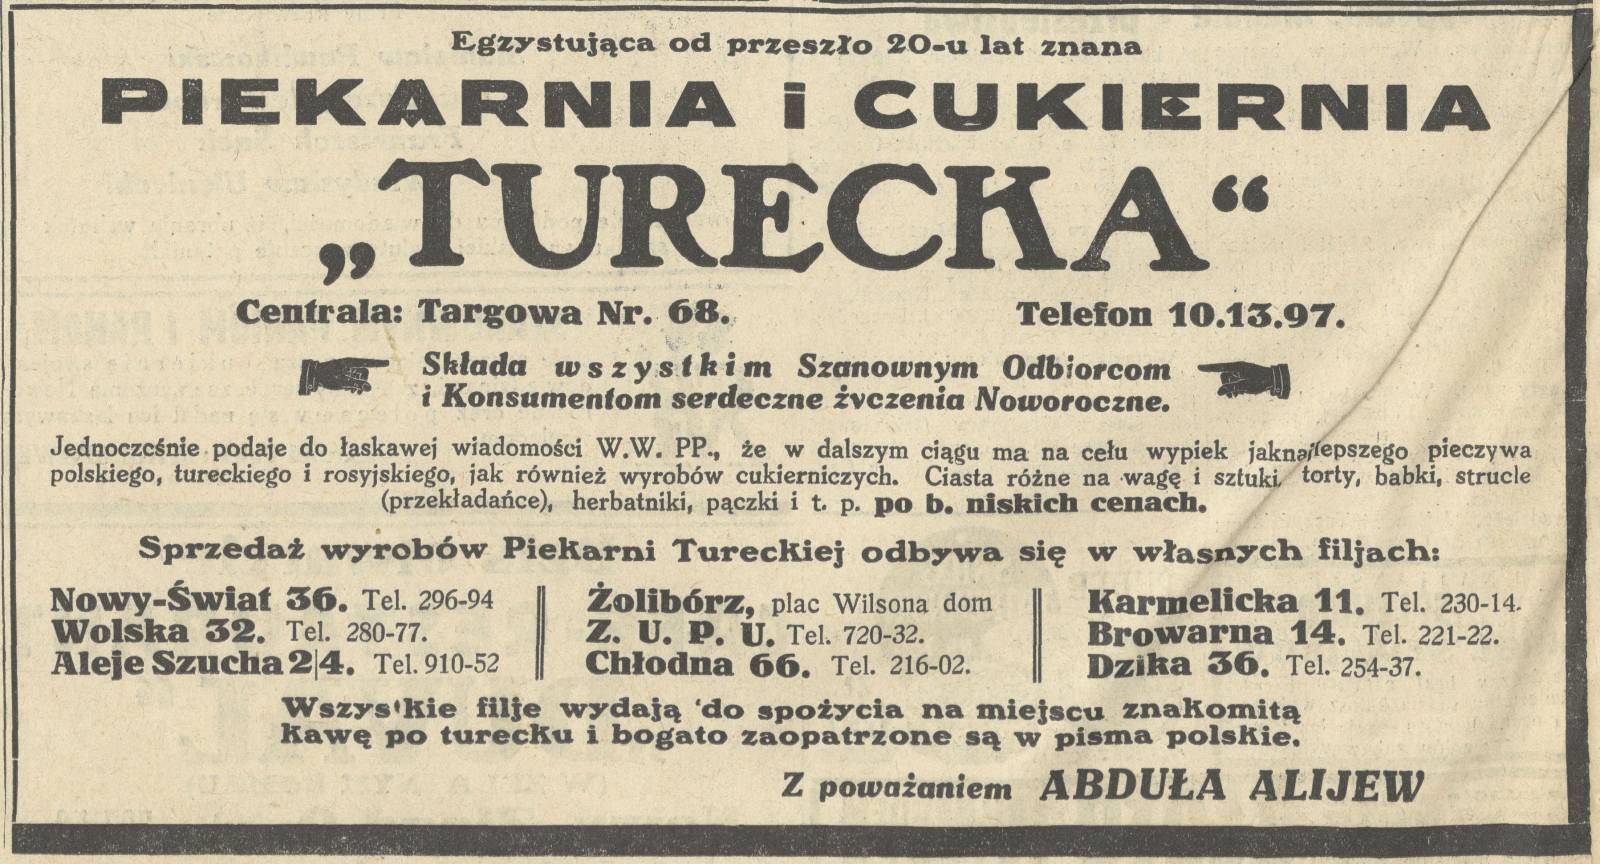 Egzystująca od przeszło 20-u lat znana
PIEKARNIA i CUKIERNIA
„TURECKA“
Centrala: Targowa Nr. 68. Telefon 10.13.97.
Składa wszystkim Szanownym Odbiorcom
i Konsumentom serdeczne żvczenia Noworoczne.
Jednocześnie podaje do łaskawej wiadomości W.W. PP., że w dalszym ciągu ma na celu wypiek jaknajlepszego pieczywa
polskiego, tureckiego i rosyjskiego, jak również wyrobów cukierniczych. Ciasta różne na wagę i sztuki, torty, babki, strucle
(przekładańce), herbatniki, pączki i t. p. po b. niskich cenach.
Sprzedaż wyrobów Piekarni Tureckiej odbywa się w własnych filjach:
Nowy-Świat 36. Tel. 296-94
Wolska 32. Tel. 280-77.
Aleje Szucha 2|4. Tel. 910-52
Żolibórz, plac Wilsona dom
Z. U. P. U. Tel. 720-32.
Chłodna 66. Tel. 216-02.
Karmelicka 11. Tel. 230-14.
Browarna 14. Tel. 221-22.
Dzika 36. Tel. 254-37.
Wszystkie filje wydają do spożycia na miejscu znakomitą
kawę po turecku i bogato zaopatrzone są w pisma polskie.
Z poważaniem ABDUŁA ALIJEW